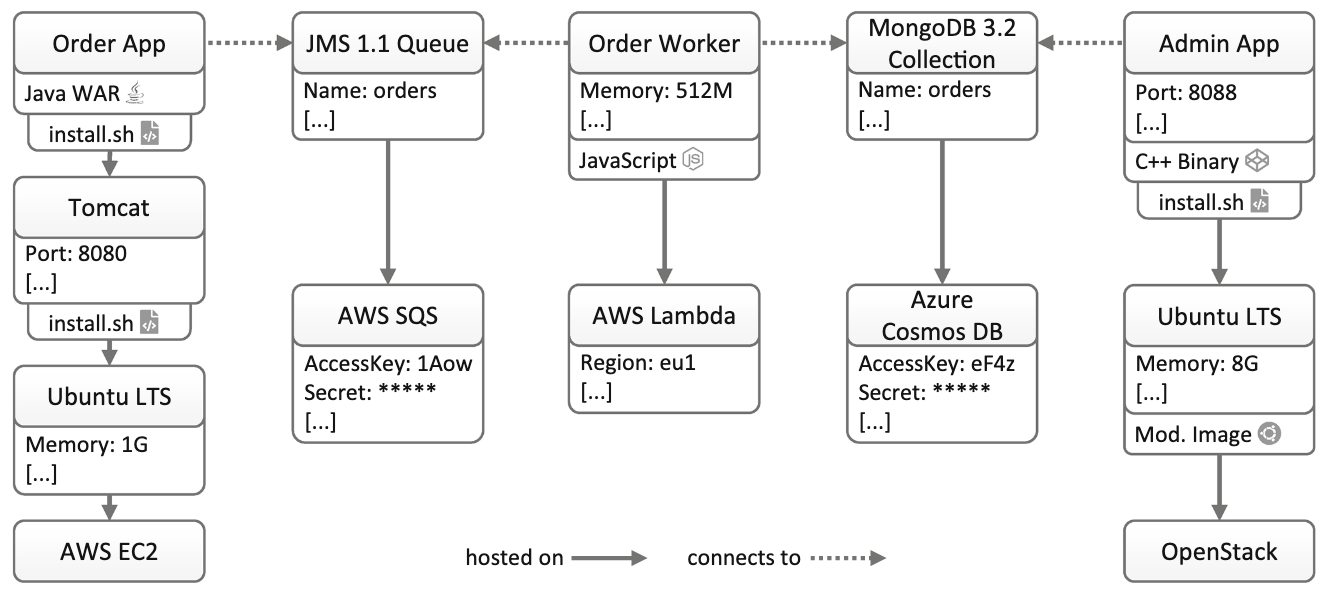 Order App
Java WAR
install.sh
Tomcat
Port: 8080
[...]
install.sh
Ubuntu LTS
Memory: 1G
[...]
AWS EC2
JMS 1.1 Queue
Name: orders
[...]
AWS SQS
AccessKey: 1Aow
Secret: *****
[...]
Order Worker
Memory: 512M
[...]
JavaScript
JS
AWS Lambda
Region: eu1
[...]
MongoDB 3.2
Collection
Name: orders
[...]
Azure
Cosmos DB
AccessKey: eF4z
Secret: *****
[...]
Admin App
Port: 8088
[...]
C++ Binary
install.sh
Ubuntu LTS
Memory: 8G
[...]
Mod. Image
OpenStack
hosted on
connects to